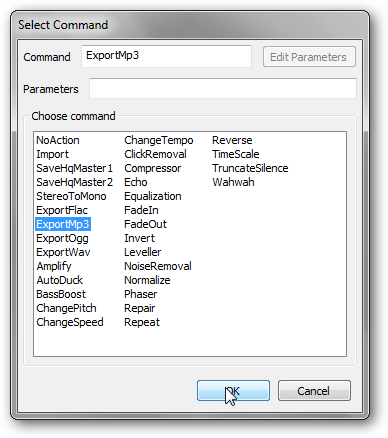 Select Command
Command ExportMp3 Edit Parameters
Parameters
Choose command
NoAction ChangeTempo Reverse
Import ClickRemoval TimeScale
SaveHqMaster1 Compressor TruncateSilence
SaveHqMaster2 Echo Wahwah
StereoToMono Equalization
ExportFlac FadeIn
ExportMp3 FadeOut
ExportOgg Invert
ExportWav Leveller
Amplify NoiseRemoval
AutoDuck Normalize
BassBoost Phaser
ChangePitch Repair
ChangeSpeed Repeat
OK Cancel